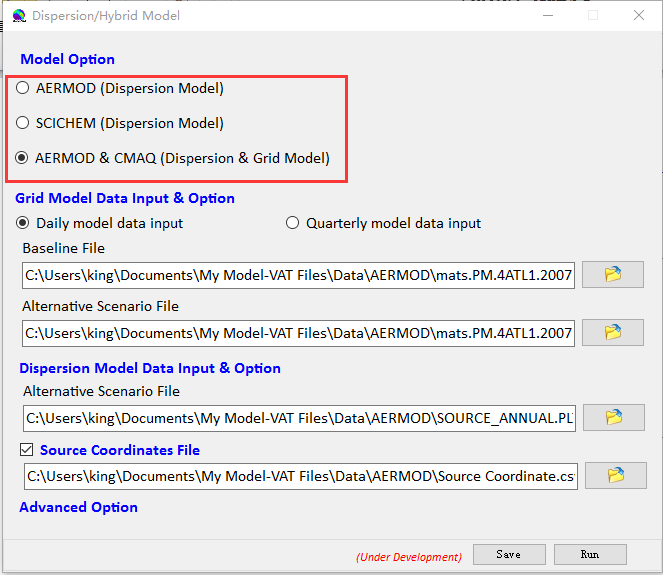 Dispersion/Hybrid Model
Model Option
AERMOD (Dispersion Model)
SCICHEM (Dispersion Model)
AERMOD & CMAQ (Dispersion & Grid Model)
Grid Model Data Input & Option
Daily model data input Quarterly model data input
Baseline File
C:\Users\king\Documents\My Model-VAT Files\Data\AERMOD\mats.PM.4ATL1.2007
Alternative Scenario File
C:\Users\king\Documents\My Model-VAT Files\Data\AERMOD\mats.PM.4ATL1.2007
Dispersion Model Data Input & Option
Alternative Scenario File
C:\Users\king\Documents\My Model-VAT Files\Data\AERMOD\SOURCE_ANNUAL.PL
Source Coordinates File
C:\Users\king\Documents\My Model-VAT Files\Data\AERMOD\Source Coordinate.cs
Advanced Option
(Under Development) Save Run